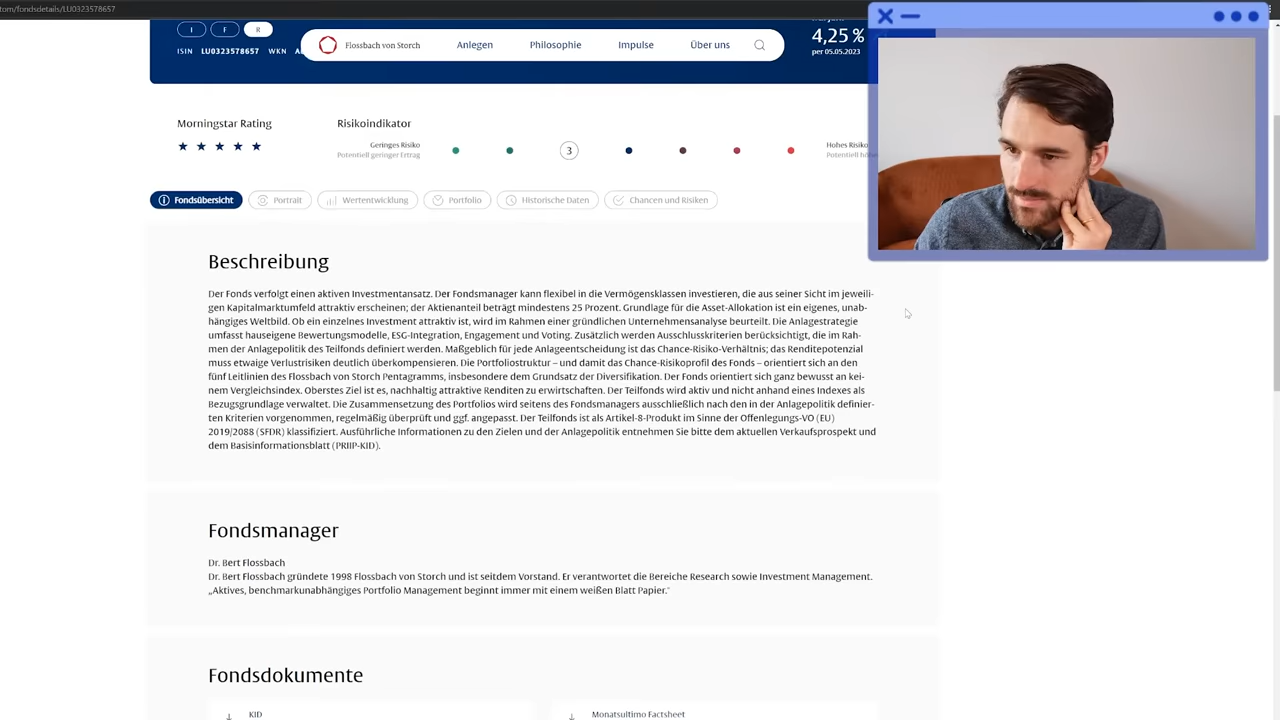 tom/fondsdetails/LU0323578657
I F R
ISIN LU0323578657 WKN
Flossbach von Storch Anlegen Philosophie Impulse Über uns
4,25 %
per 05.05.2023
Morningstar Rating
Risikoindikator
Geringes Risiko
Potentiell geringer Ertrag
3
Hohes Risiko
Fondsübersicht Portrait Wertentwicklung Portfolio Historische Daten Chancen und Risiken
Beschreibung
Der Fonds verfolgt einen aktiven Investmentansatz. Der Fondsmanager kann flexibel in die Vermögensklassen investieren, die aus seiner Sicht im jeweili-
gen Kapitalmarktumfeld attraktiv erscheinen; der Aktienanteil beträgt mindestens 25 Prozent. Grundlage für die Asset-Allokation ist ein eigenes, unab-
hängiges Weltbild. Ob ein einzelnes Investment attraktiv ist, wird im Rahmen einer gründlichen Unternehmensanalyse beurteilt. Die Anlagestrategie
umfasst hauseigene Bewertungsmodelle, ESG-Integration, Engagement und Voting. Zusätzlich werden Ausschlusskriterien berücksichtigt, die im Rah-
men der Anlagepolitik des Teilfonds definiert werden. Maßgeblich für jede Anlageentscheidung ist das Chance-Risiko-Verhältnis; das Renditepotenzial
muss etwaige Verlustrisiken deutlich überkompensieren. Die Portfoliostruktur – und damit das Chance-Risikoprofil des Fonds – orientiert sich an den
fünf Leitlinien des Flossbach von Storch Pentagramms, insbesondere dem Grundsatz der Diversifikation. Der Fonds orientiert sich ganz bewusst an kei-
nem Vergleichsindex. Oberstes Ziel ist es, nachhaltig attraktive Renditen zu erwirtschaften. Der Teilfonds wird aktiv und nicht anhand eines Indexes als
Bezugsgrundlage verwaltet. Die Zusammensetzung des Portfolios wird seitens des Fondsmanagers ausschließlich nach den in der Anlagepolitik definier-
ten Kriterien vorgenommen, regelmäßig überprüft und ggf. angepasst. Der Teilfonds ist als Artikel-8-Produkt im Sinne der Offenlegungs-VO (EU)
2019/2088 (SFDR) klassifiziert. Ausführliche Informationen zu den Zielen und der Anlagepolitik entnehmen Sie bitte dem aktuellen Verkaufsprospekt und
dem Basisinformationsblatt (PRIIP-KID).
Fondsmanager
Dr. Bert Flossbach
Dr. Bert Flossbach gründete 1998 Flossbach von Storch und ist seitdem Vorstand. Er verantwortet die Bereiche Research sowie Investment Management.
„Aktives, benchmarkunabhängiges Portfolio Management beginnt immer mit einem weißen Blatt Papier."
Fondsdokumente
KID Monatsultimo Factsheet